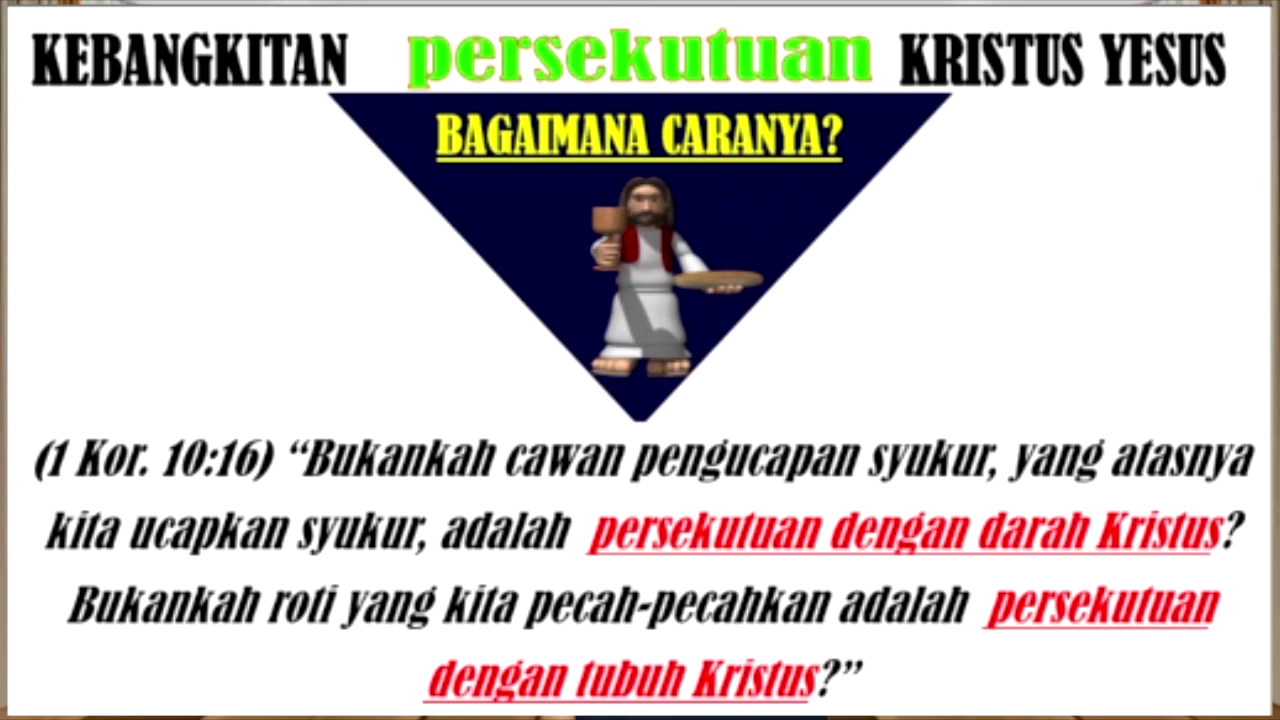 KEBANGKITAN persekutuan KRISTUS YESUS
BAGAIMANA CARANYA?
(1 Kor. 10:16) “Bukankah cawan pengucapan syukur, yang atasnya
kita ucapkan syukur, adalah persekutuan dengan darah Kristus?
Bukankah roti yang kita pecah-pecahkan adalah persekutuan
dengan tubuh Kristus?”